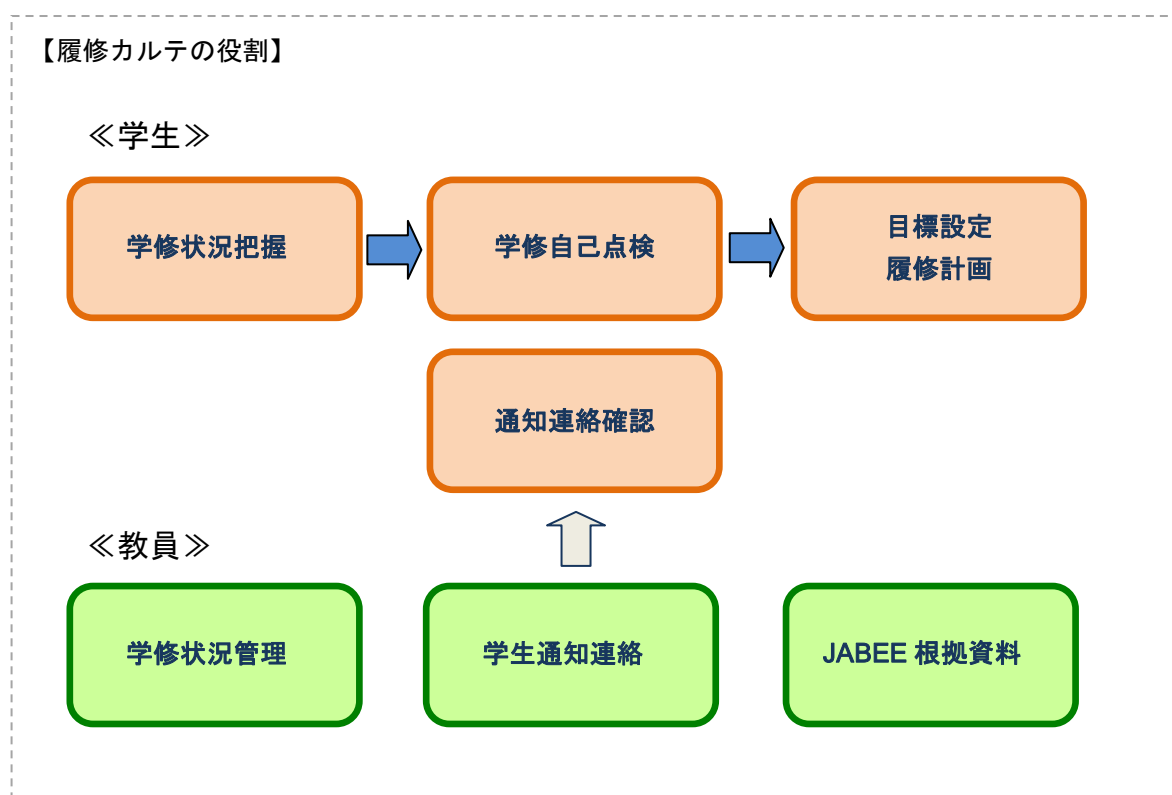 【履修カルテの役割】
≪学生≫
学修状況把握
学修自己点検
目標設定
履修計画
通知連絡確認
≪教員≫
学修状況管理
学生通知連絡
JABEE 根拠資料